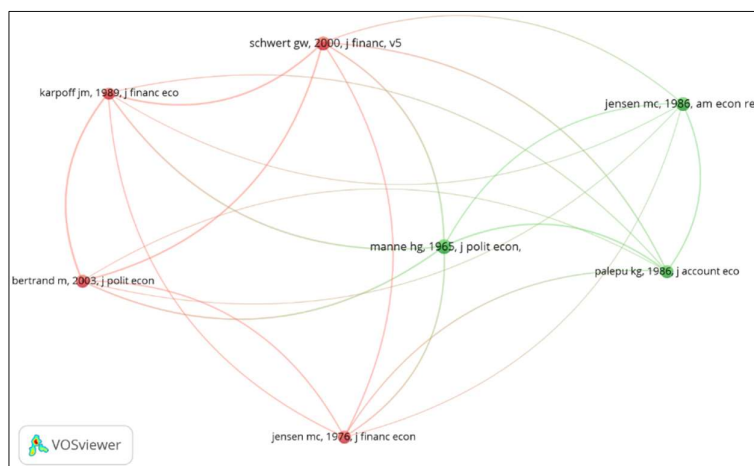 schwert gw, 2000, j financ, v5
karpoff jm, 1989, j financ eco
jensen mc, 1986, am econ re
manne hg, 1965, j polit econ,
palepu kg, 1986, j account eco
bertrand m, 2003, j polit econ
jensen mc, 1976, j financ econ
VOSviewer